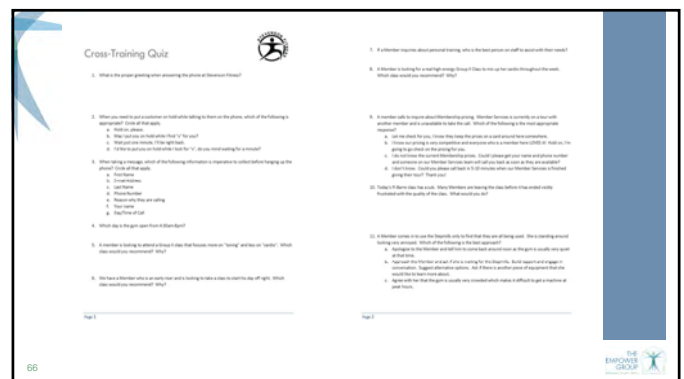 Cross-Training Quiz
1. What is the proper greeting when answering the phone at Stevenson Fitness?
2. When you need to put a customer on hold while talking to them on the phone, which of the following is
appropriate? Circle all that apply.
a. Hold on, please.
b. May I put you on hold while I find "x" for you?
c. Wait just one minute, I'll be right back.
d. I'd like to put you on hold while I look for "x", do you mind waiting for a minute?
3. When taking a message, which of the following information is imperative to collect before hanging up the
phone? Circle all that apply.
a. First Name
b. E-mail Address
c. Last Name
d. Phone Number
e. Reason why they are calling
f. Your name
g. Day/Time of Call
4. Which day is the gym open from 6:00am-8pm?
5. A member is looking to attend a Group X class that focuses more on "toning" and less on "cardio". Which
class would you recommend? Why?
6. We have a Member who is an early riser and is looking to take a class to start his day off right. Which
class would you recommend? Why?
Page 1
7. If a Member inquires about personal training, who is the best person on staff to assist with their needs?
8. A Member is looking for a real high energy Group X Class to mix up her cardio throughout the week.
Which class would you recommend? Why?
9. A member calls to inquire about Membership pricing. Member Services is currently on a tour with
another member and is unavailable to take the call. Which of the following is the most appropriate
response?
a. Let me check for you, I know they keep the prices on a card around here somewhere.
b. I know our pricing is very competitive and everyone who is a member here LOVES it! Hold on, I'm
going to go check on the pricing for you.
c. I do not know the current Membership prices. Could I please get your name and phone number
and someone on our Member Services team will call you back as soon as they are available?
d. I don't know. Could you please call back in 5-10 minutes when our Member Services is finished
giving their tour? Thank you!
10. Today's 9:30am class has a sub. Many Members are leaving the class before it has ended visibly
frustrated with the quality of the class. What would you do?
11. A Member comes in to use the Stepmills only to find that they are all being used. She is standing around
looking very annoyed. Which of the following is the best approach?
a. Apologize to the Member and tell him to come back around noon as the gym is usually very quiet
at that time.
b. Approach the Member and ask if she is waiting for the Stepmills. Build rapport and engage in
conversation. Suggest alternative options. Ask if there is another piece of equipment that she
would like to learn more about.
c. Agree with her that the gym is usually very crowded which makes it difficult to get a machine at
peak hours.
Page 2
66
THE
EMPOWER
GROUP